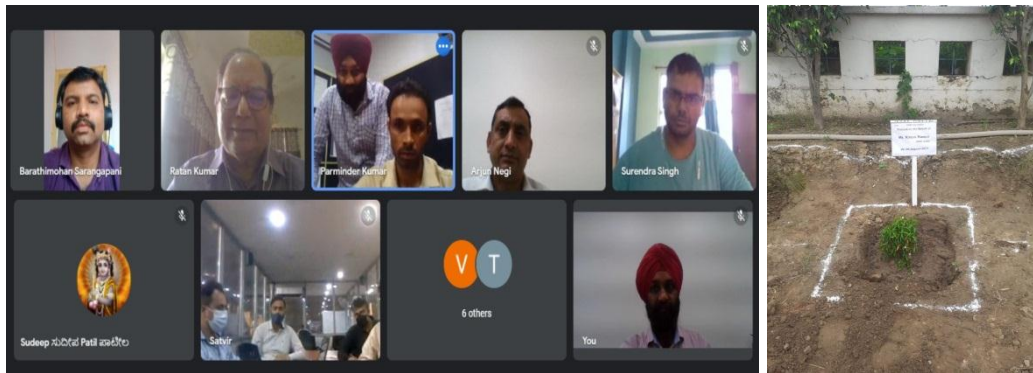 Barathimohan Sarangapani
Ratan Kumar
Parminder Kumar
Arjun Negi
Surendra Singh
Sudeep ಸುದೀಪ Patil ಪಾಟೀಲ
Satvir
V T
6 others
You